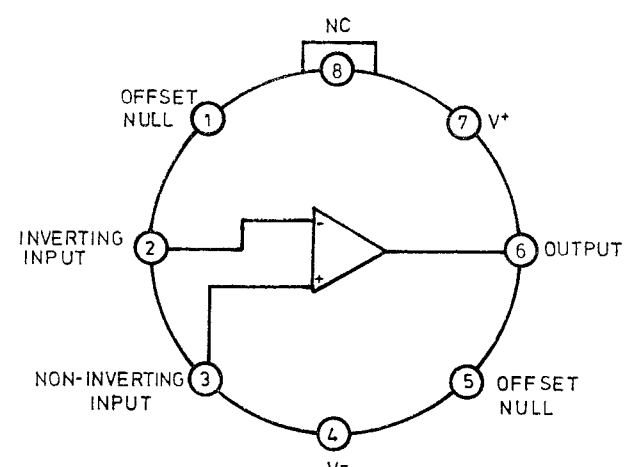 NC
8
OFFSET
NULL
1
7
V+
INVERTING
INPUT
2
-
+
6
OUTPUT
NON-INVERTING
INPUT
3
5
OFFSET
NULL
4
V-